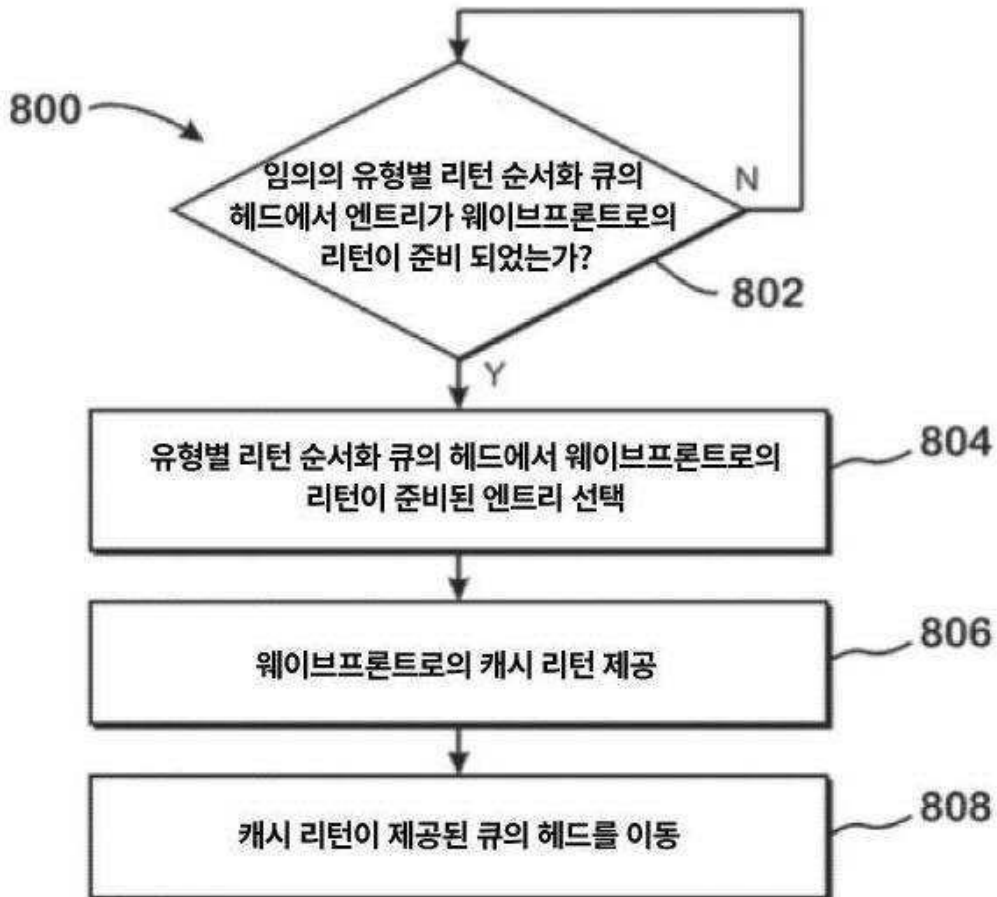 800
임의의 유형별 리턴 순서화 큐의
헤드에서 엔트리가 웨이브프론트로의
리턴이 준비 되었는가?
N
802
Y
유형별 리턴 순서화 큐의 헤드에서 웨이브프론트로의
리턴이 준비된 엔트리 선택
804
웨이브프론트로의 캐시 리턴 제공
806
캐시 리턴이 제공된 큐의 헤드를 이동
808